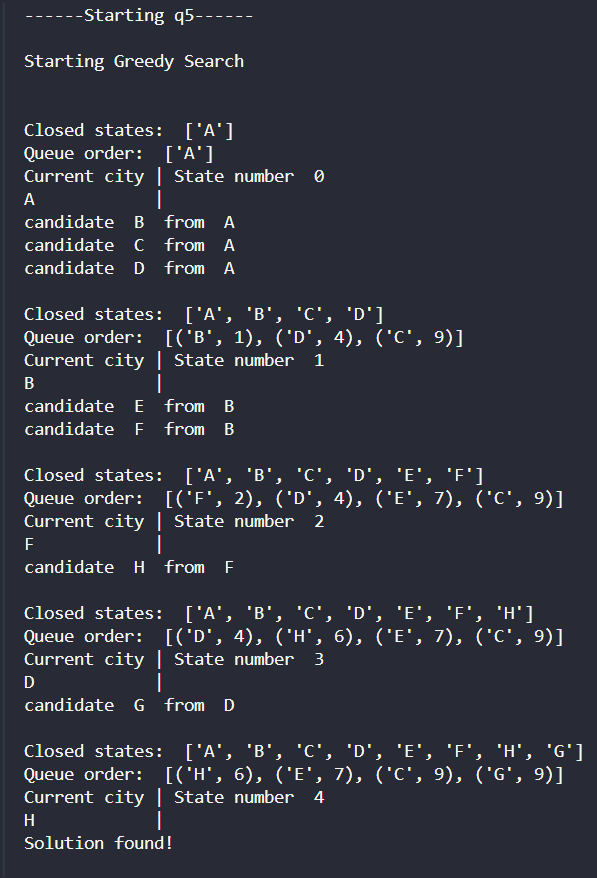 ------Starting q5------
Starting Greedy Search
Closed states:  ['A']
Queue order:  ['A']
Current city | State number  0
A            |
candidate  B  from  A
candidate  C  from  A
candidate  D  from  A
Closed states:  ['A', 'B', 'C', 'D']
Queue order:  [('B', 1), ('D', 4), ('C', 9)]
Current city | State number  1
B            |
candidate  E  from  B
candidate  F  from  B
Closed states:  ['A', 'B', 'C', 'D', 'E', 'F']
Queue order:  [('F', 2), ('D', 4), ('E', 7), ('C', 9)]
Current city | State number  2
F            |
candidate  H  from  F
Closed states:  ['A', 'B', 'C', 'D', 'E', 'F', 'H']
Queue order:  [('D', 4), ('H', 6), ('E', 7), ('C', 9)]
Current city | State number  3
D            |
candidate  G  from  D
Closed states:  ['A', 'B', 'C', 'D', 'E', 'F', 'H', 'G']
Queue order:  [('H', 6), ('E', 7), ('C', 9), ('G', 9)]
Current city | State number  4
H            |
Solution found!